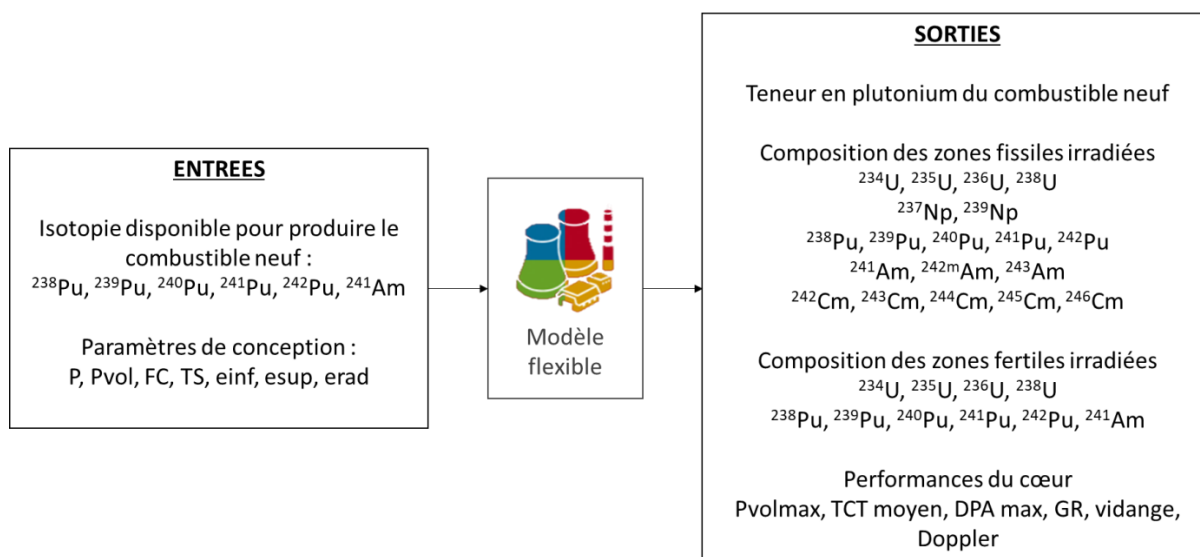 ENTREES
Isotopie disponible pour produire le
combustible neuf :
²³⁸Pu, ²³⁹Pu, ²⁴⁰Pu, ²⁴¹Pu, ²⁴²Pu, ²⁴¹Am
Paramètres de conception :
P, Pvol, FC, TS, einf, esup, erad
Modèle
flexible
SORTIES
Teneur en plutonium du combustible neuf
Composition des zones fissiles irradiées
²³⁴U, ²³⁵U, ²³⁶U, ²³⁸U
²³⁷Np, ²³⁹Np
²³⁸Pu, ²³⁹Pu, ²⁴⁰Pu, ²⁴¹Pu, ²⁴²Pu
²⁴¹Am, ²⁴²ᵐAm, ²⁴³Am
²⁴²Cm, ²⁴³Cm, ²⁴⁴Cm, ²⁴⁵Cm, ²⁴⁶Cm
Composition des zones fertiles irradiées
²³⁴U, ²³⁵U, ²³⁶U, ²³⁸U
²³⁸Pu, ²³⁹Pu, ²⁴⁰Pu, ²⁴¹Pu, ²⁴²Pu, ²⁴¹Am
Performances du cœur
Pvolmax, TCT moyen, DPA max, GR, vidange,
Doppler